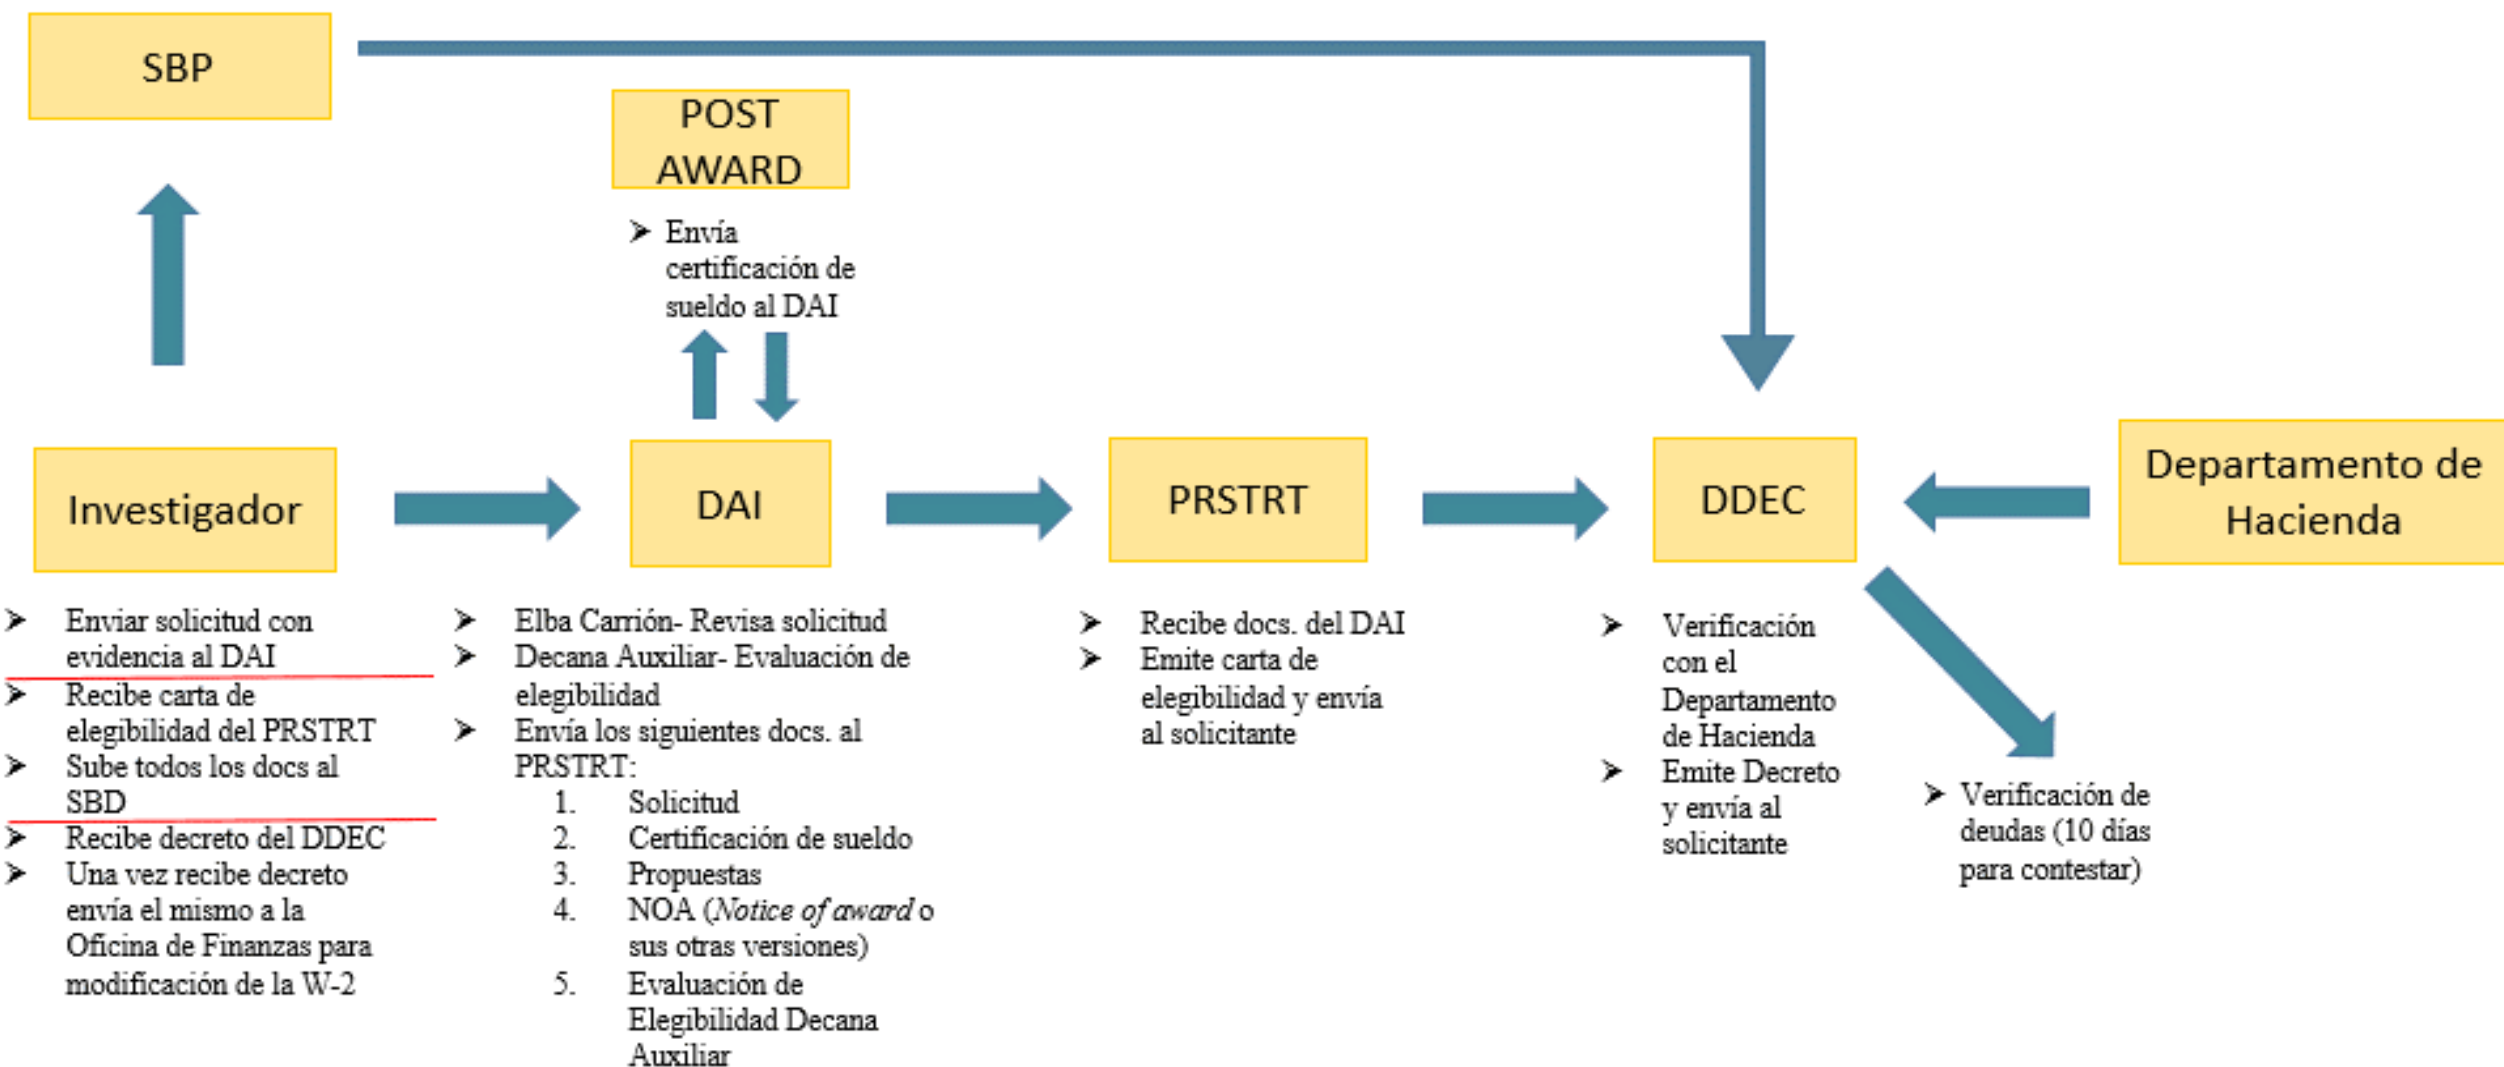 SBP
POST
AWARD
➤ Envía
certificación de
sueldo al DAI
Investigador
DAI
PRSTRT
DDEC
Departamento de
Hacienda
➤ Enviar solicitud con
evidencia al DAI
➤ Recibe carta de
elegibilidad del PRSTRT
➤ Sube todos los docs al
SBD
➤ Recibe decreto del DDEC
➤ Una vez recibe decreto
envía el mismo a la
Oficina de Finanzas para
modificación de la W-2
➤ Elba Carrión- Revisa solicitud
➤ Decana Auxiliar- Evaluación de
elegibilidad
➤ Envía los siguientes docs. al
PRSTRT:
1. Solicitud
2. Certificación de sueldo
3. Propuestas
4. NOA (Notice of award o
sus otras versiones)
5. Evaluación de
Elegibilidad Decana
Auxiliar
➤ Recibe docs. del DAI
➤ Emite carta de
elegibilidad y envía
al solicitante
➤ Verificación
con el
Departamento
de Hacienda
➤ Emite Decreto
y envía al
solicitante
➤ Verificación de
deudas (10 días
para contestar)